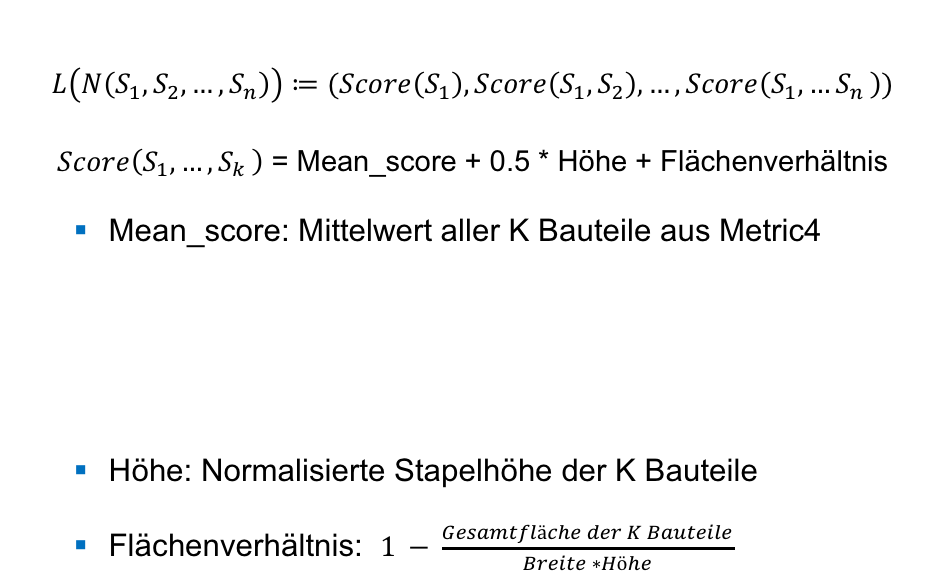 L(N(S₁, S₂, …, Sₙ)) ≔ (Score(S₁), Score(S₁, S₂), …, Score(S₁, … Sₙ ))
Score(S₁, …, Sₖ ) = Mean_score + 0.5 * Höhe + Flächenverhältnis
▪ Mean_score: Mittelwert aller K Bauteile aus Metric4
▪ Höhe: Normalisierte Stapelhöhe der K Bauteile
▪ Flächenverhältnis: 1 − Gesamtfläche der K Bauteile
Breite *Höhe